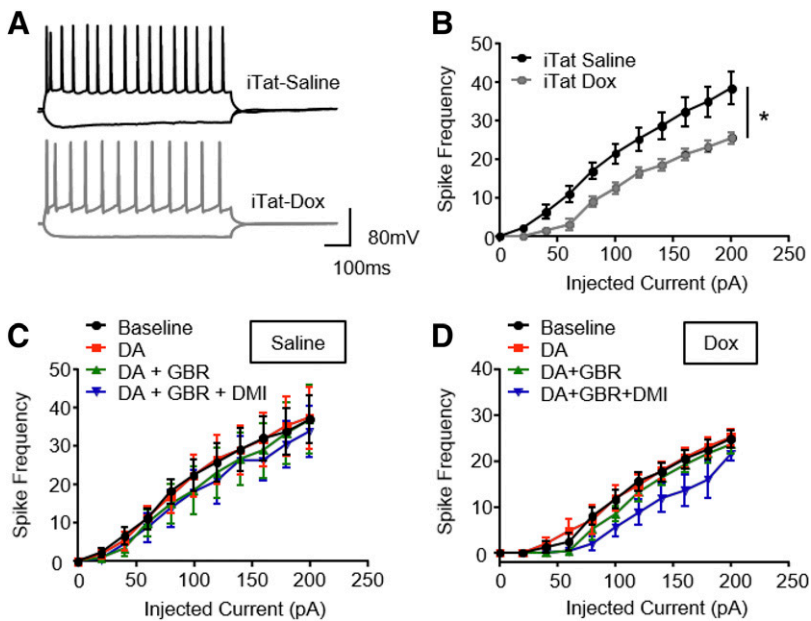 A
iTat-Saline
iTat-Dox
80mV
100ms
B
iTat Saline
iTat Dox
Spike Frequency
50
40
30
20
10
0
*
0 50 100 150 200 250
Injected Current (pA)
C
Baseline
DA
DA + GBR
DA + GBR + DMI
Saline
Spike Frequency
50
40
30
20
10
0
0 50 100 150 200 250
Injected Current (pA)
D
Baseline
DA
DA+GBR
DA+GBR+DMI
Dox
Spike Frequency
40
30
20
10
0
0 50 100 150 200 250
Injected Current (pA)